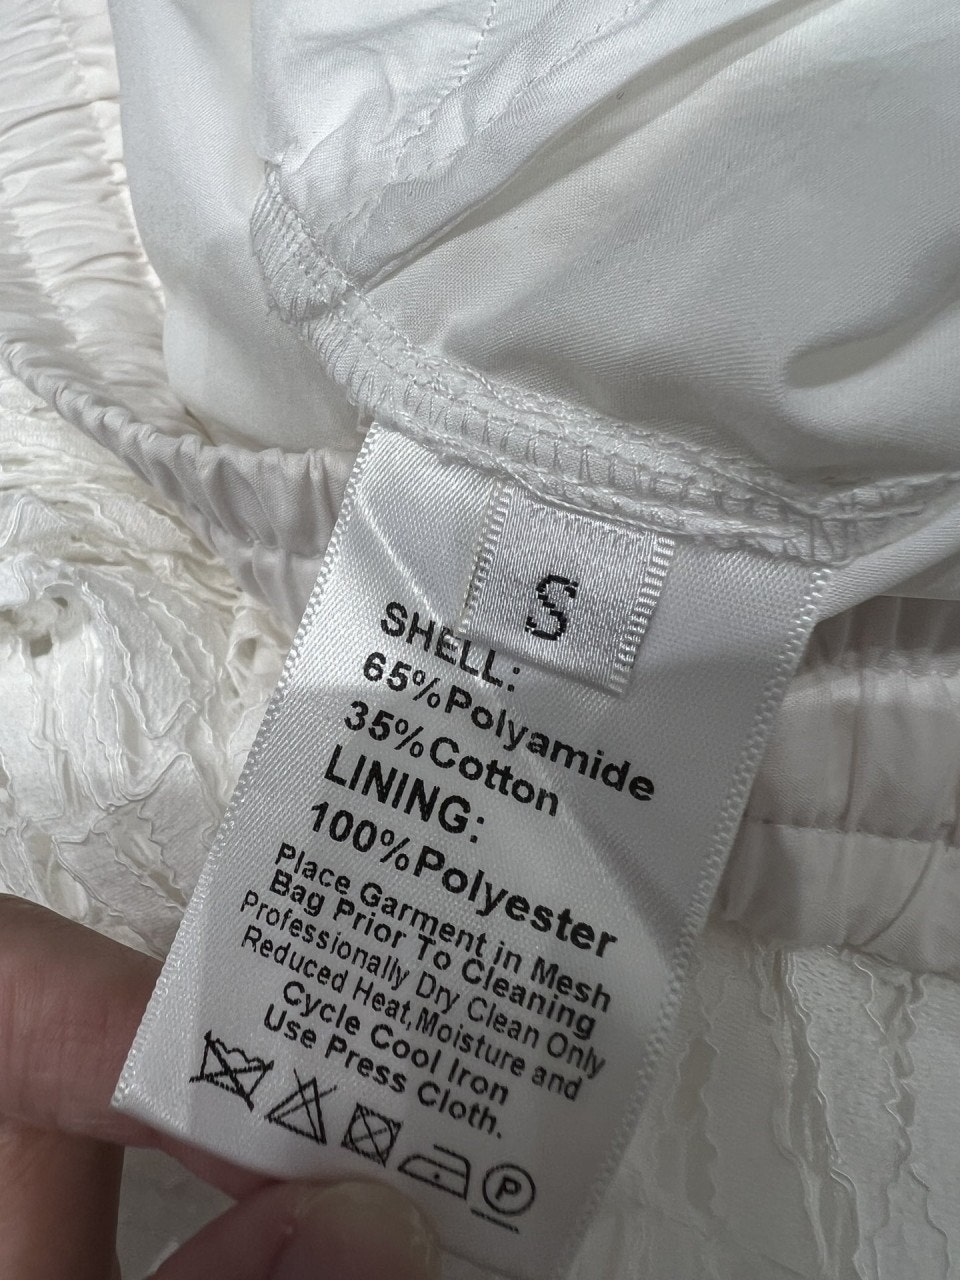 S
SHELL:
65%Polyamide
35%Cotton
LINING:
100%Polyester
Place Garment in Mesh
Bag Prior To Cleaning
Professionally Dry Clean Only
Reduced Heat,Moisture and
Cycle Cool Iron
Use Press Cloth.
P